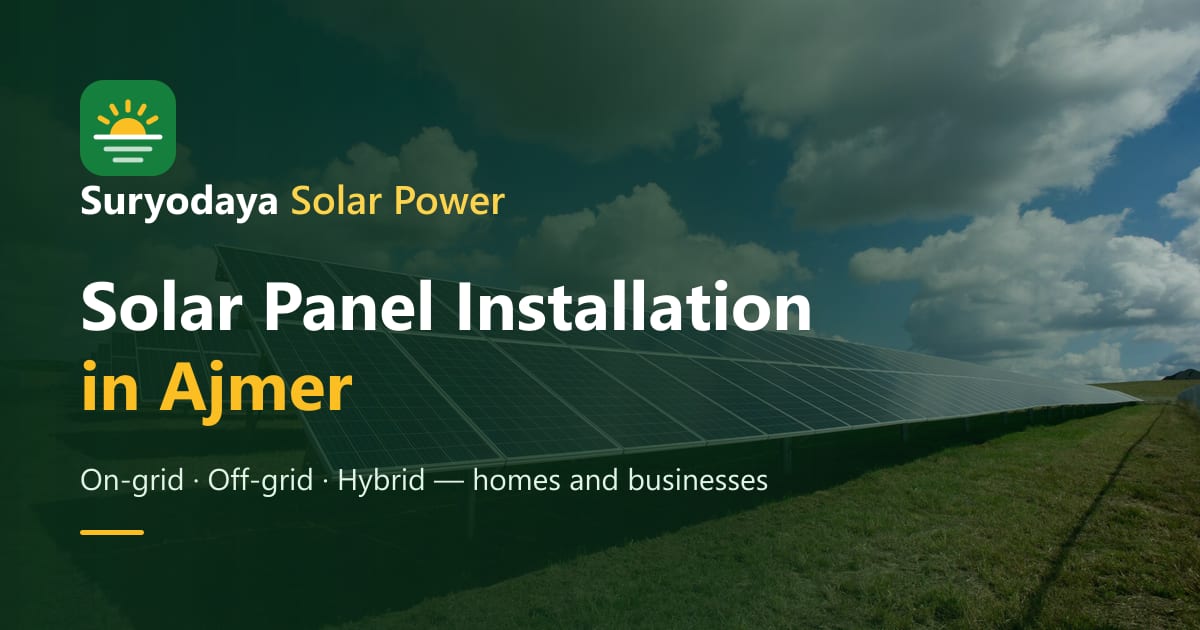 Suryodaya Solar Power
Solar Panel Installation
in Ajmer
On-grid · Off-grid · Hybrid — homes and businesses